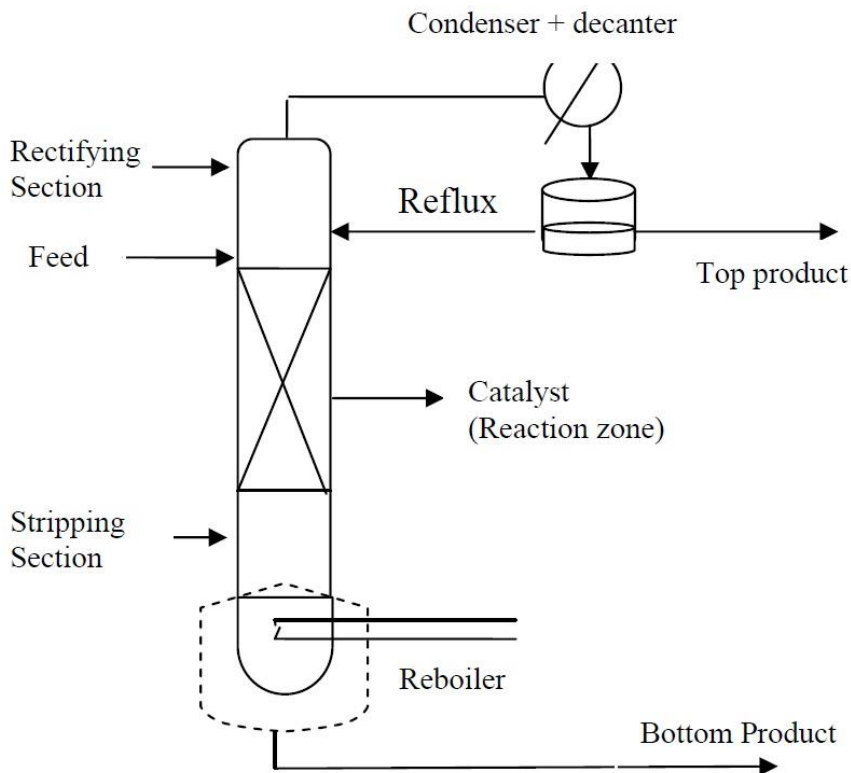 Condenser + decanter
Rectifying
Section
Reflux
Feed
Top product
Catalyst
(Reaction zone)
Stripping
Section
Reboiler
Bottom Product